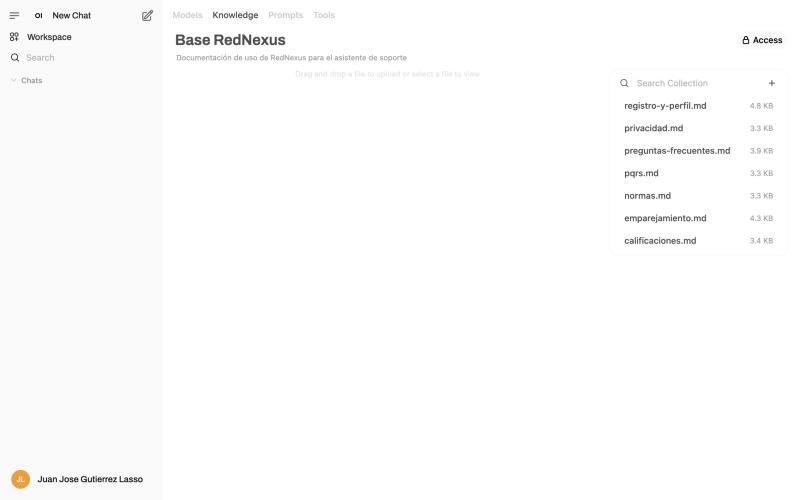 OI New Chat
Workspace
Search
Chats
Models Knowledge Prompts Tools
Base RedNexus
Access
Documentación de uso de RedNexus para el asistente de soporte
Drag and drop a file to upload or select a file to view
Search Collection
registro-y-perfil.md 4.8 KB
privacidad.md 3.3 KB
preguntas-frecuentes.md 3.9 KB
pqrs.md 3.3 KB
normas.md 3.3 KB
emparejamiento.md 4.3 KB
calificaciones.md 3.4 KB
JL Juan Jose Gutierrez Lasso